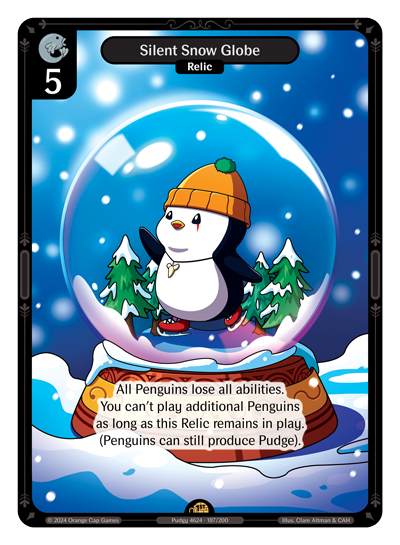 5
Silent Snow Globe
Relic
All Penguins lose all abilities.
You can't play additional Penguins
as long as this Relic remains in play.
(Penguins can still produce Pudge).
© 2024 Orange Cap Games
Pudgy 4624 · 187/200
Illus. Clare Altman & CAH